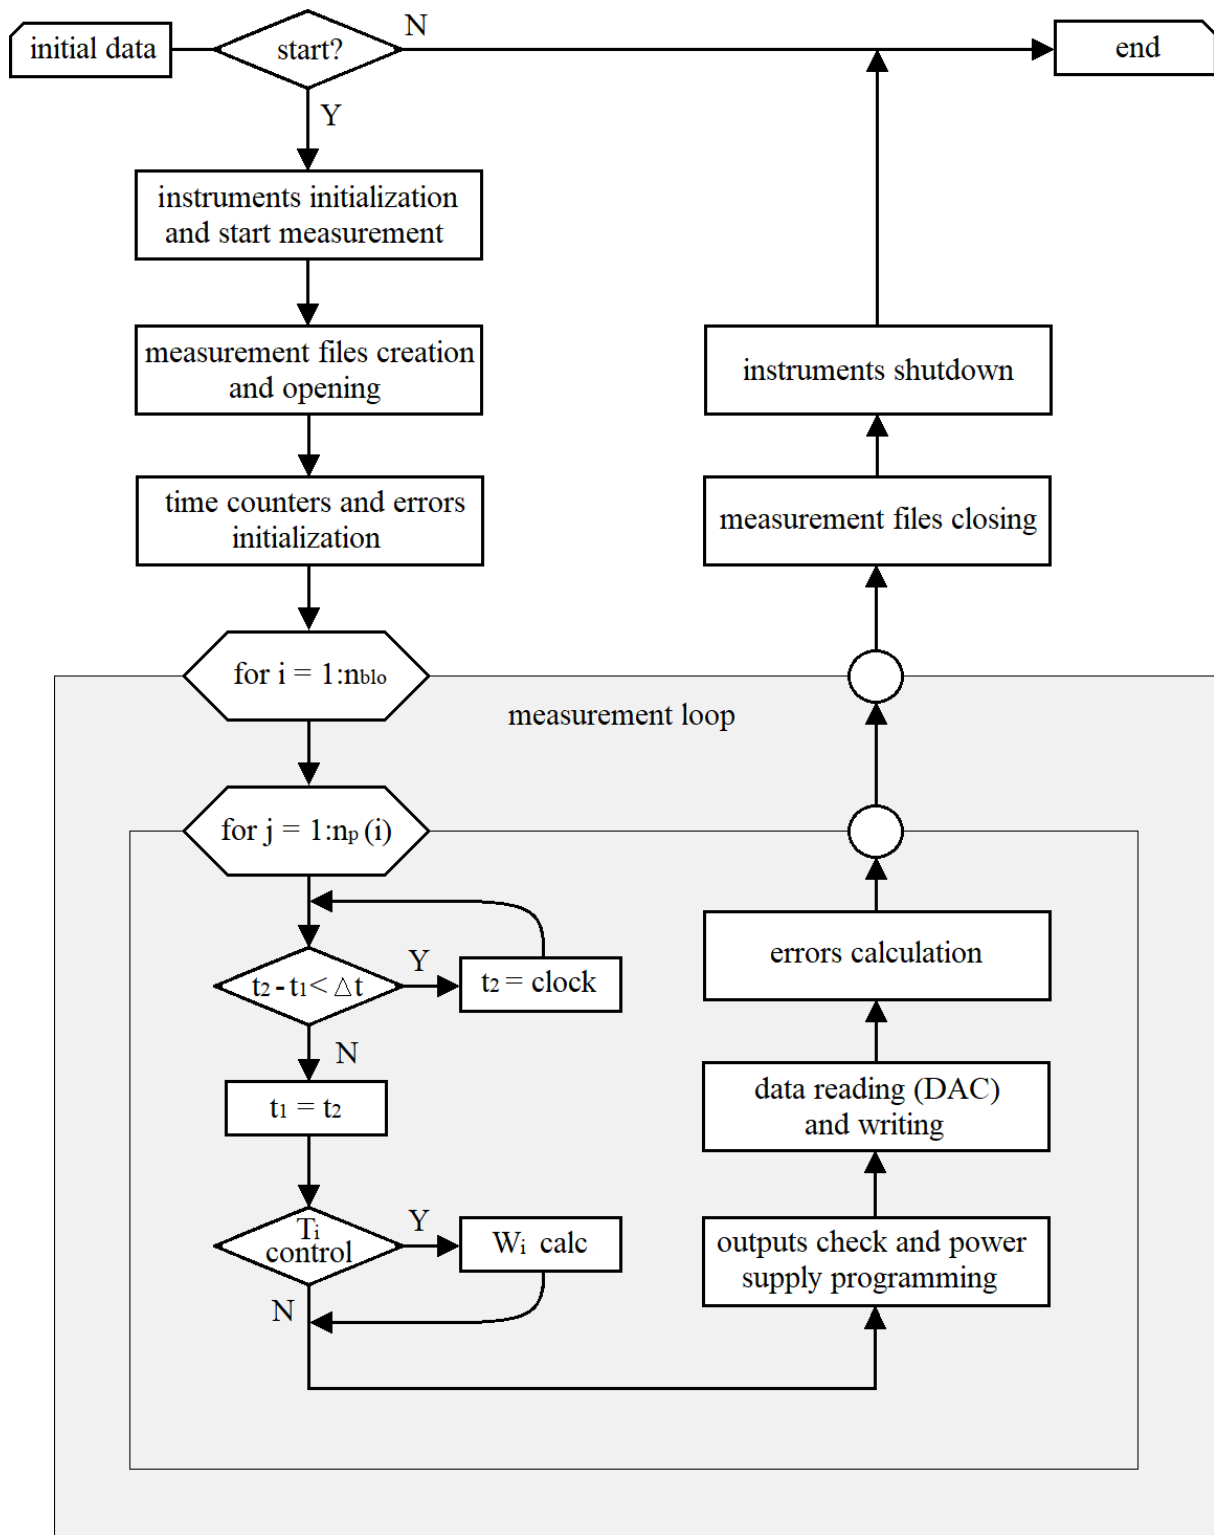 initial data
start?
N
end
Y
instruments initialization
and start measurement
measurement files creation
and opening
instruments shutdown
time counters and errors
initialization
measurement files closing
for i = 1:nblo
measurement loop
for j = 1:np (i)
t2 - t1 < △t
Y
t2 = clock
N
t1 = t2
Ti
control
Y
Wi calc
N
errors calculation
data reading (DAC)
and writing
outputs check and power
supply programming